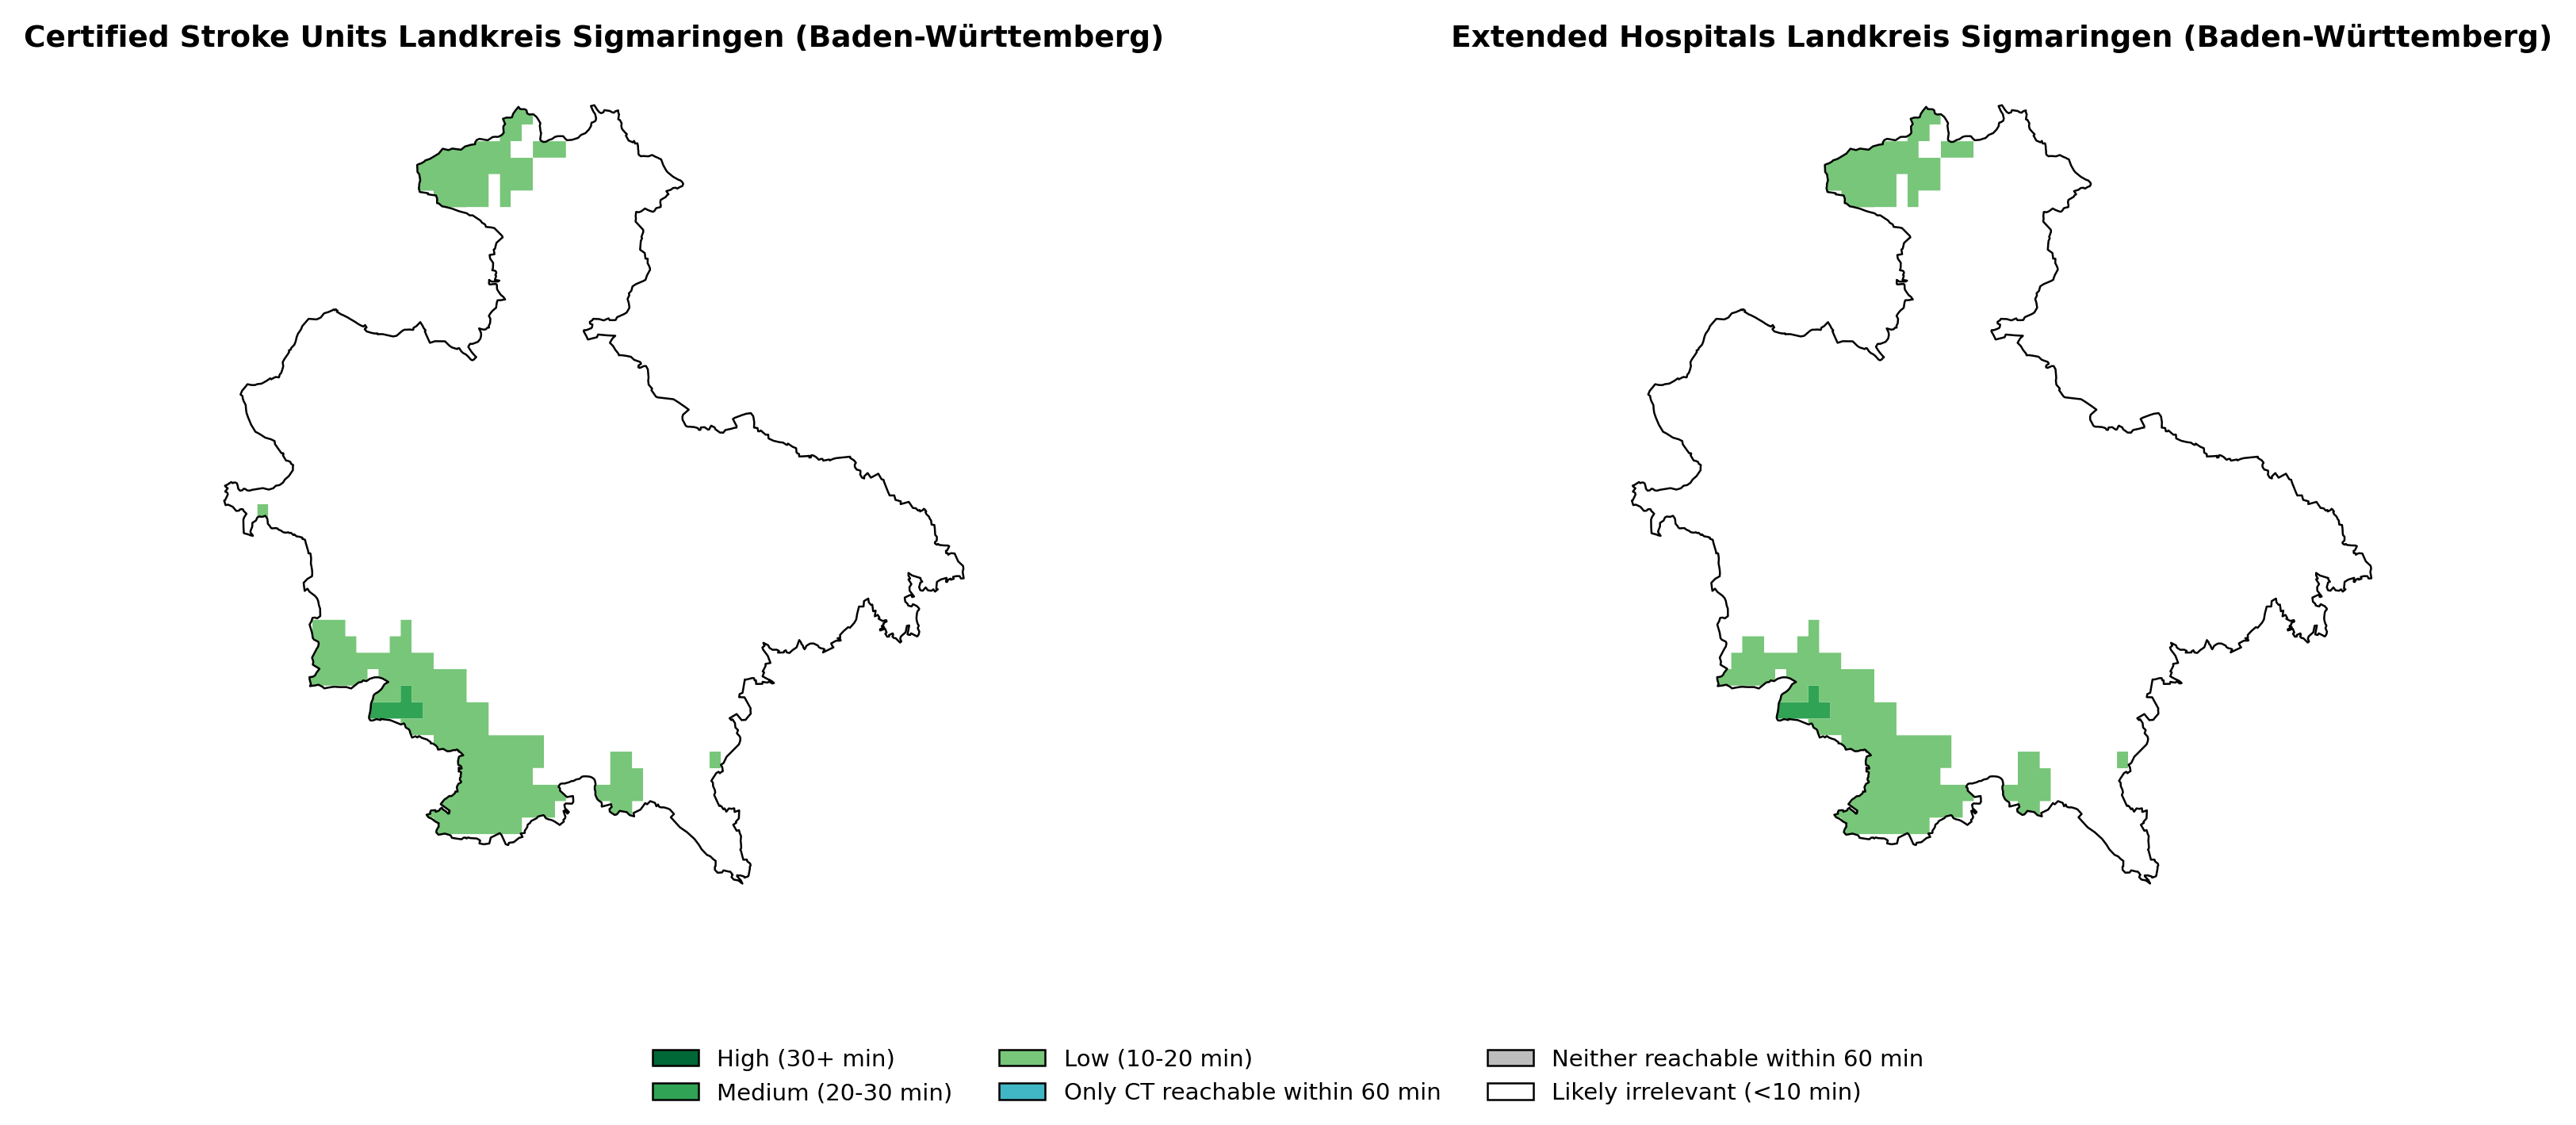 Certified Stroke Units Landkreis Sigmaringen (Baden-Württemberg)
Extended Hospitals Landkreis Sigmaringen (Baden-Württemberg)
High (30+ min)
Medium (20-30 min)
Low (10-20 min)
Only CT reachable within 60 min
Neither reachable within 60 min
Likely irrelevant (<10 min)